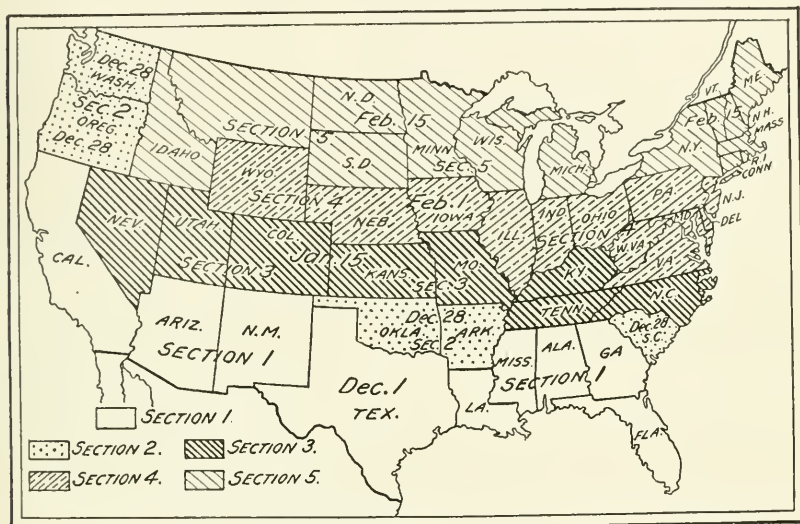 Dec. 28
WASH.
SEC. 2
OREG.
Dec. 28
IDAHO
SECTION 5
N.D.
Feb. 15
S.D.
MINN.
SEC. 5
WIS.
MICH.
VT.
ME.
Feb. 15
N.H.
MASS
N.Y.
R.I
CONN
WYO.
SECTION 4
NEB.
Feb. 1
IOWA
ILL.
IND
OHIO
SECTION 4
PA.
N.J.
DEL
MD.
W.VA
VA.
CAL.
NEV.
UTAH
COL.
Jan. 15
SECTION 3
KANS.
MO.
SEC. 3
KY.
TENN.
N.C.
ARIZ.
N.M.
SECTION 1
Dec. 28
OKLA.
ARK.
SEC. 2
Dec. 28
S.C.
Dec. 1
TEX.
MISS.
ALA.
GA
SECTION 1
LA.
FLA.
SECTION 1.
SECTION 2.
SECTION 3.
SECTION 4.
SECTION 5.